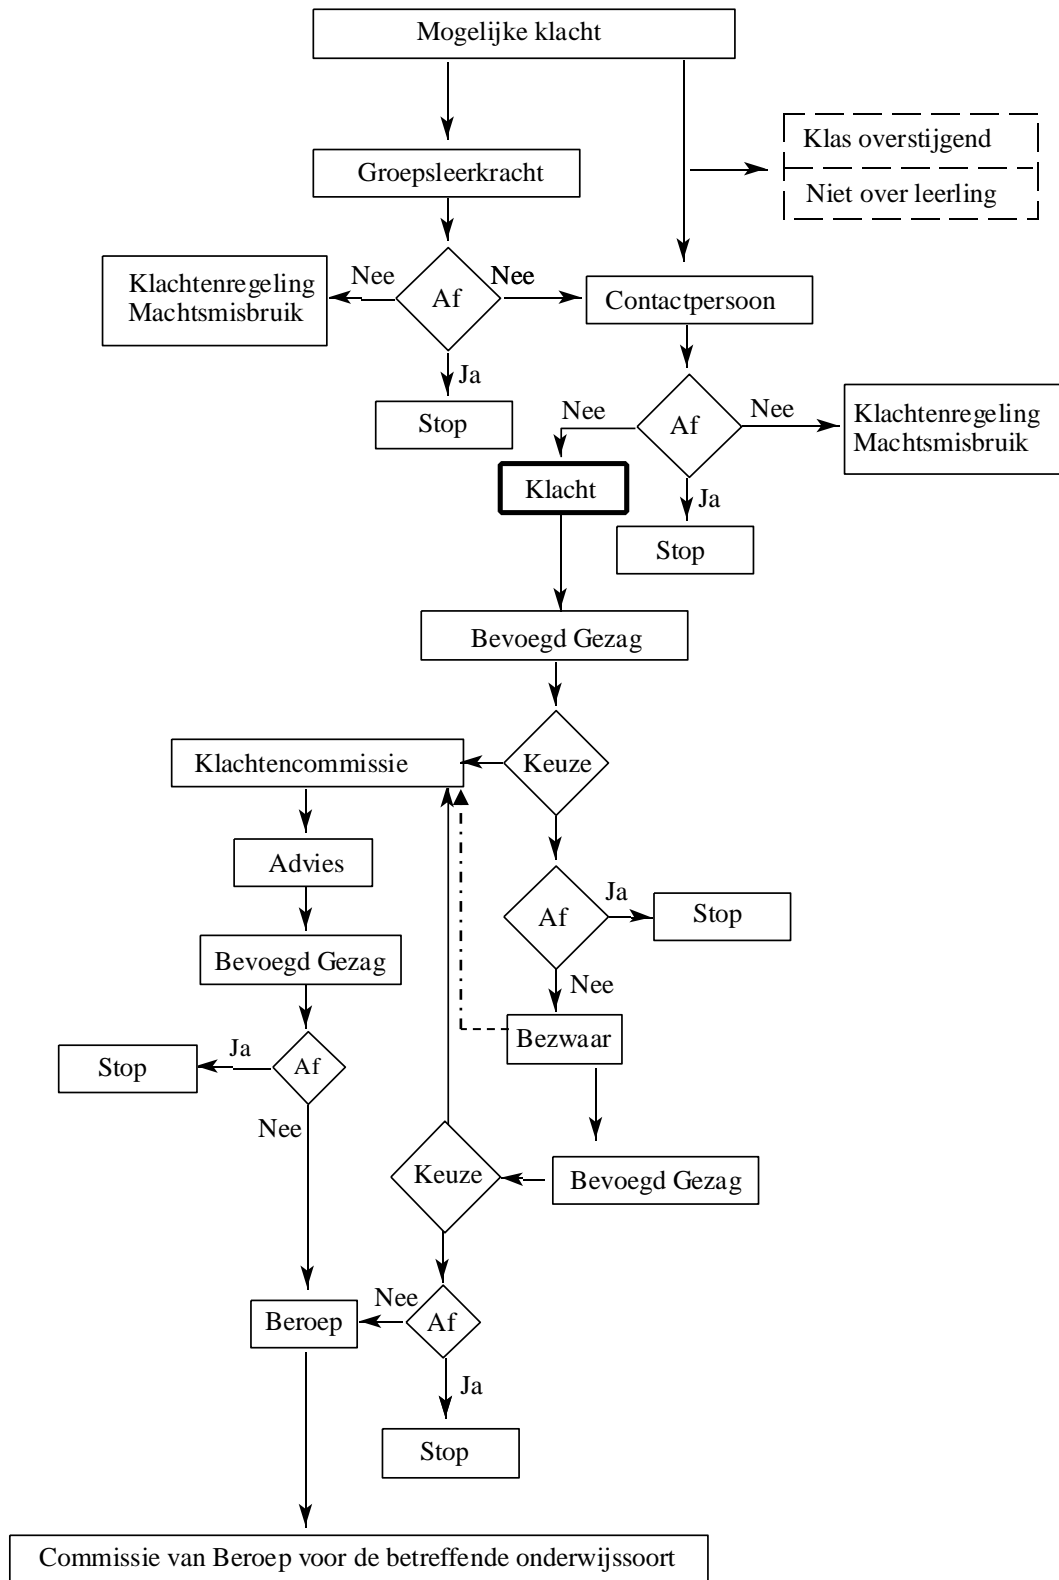 Mogelijke klacht
Klas overstijgend
Niet over leerling
Groepsleerkracht
Klachtenregeling
Machtsmisbruik
Nee
Af
Nee
Contactpersoon
Ja
Stop
Nee
Af
Nee
Klachtenregeling
Machtsmisbruik
Klacht
Ja
Stop
Bevoegd Gezag
Klachtencommissie
Keuze
Advies
Af
Ja
Stop
Bevoegd Gezag
Nee
Bezwaar
Stop
Ja
Af
Nee
Keuze
Bevoegd Gezag
Beroep
Nee
Af
Ja
Stop
Commissie van Beroep voor de betreffende onderwijssoort